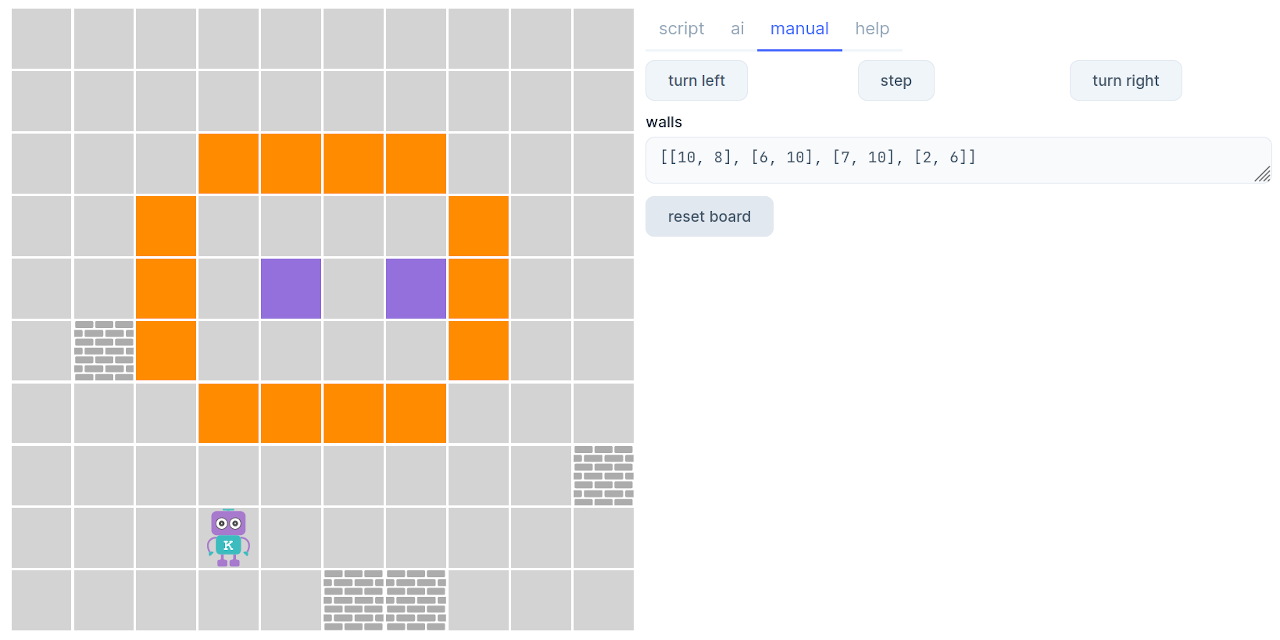 script ai manual help
turn left step turn right
walls
[[10, 8], [6, 10], [7, 10], [2, 6]]
reset board
K